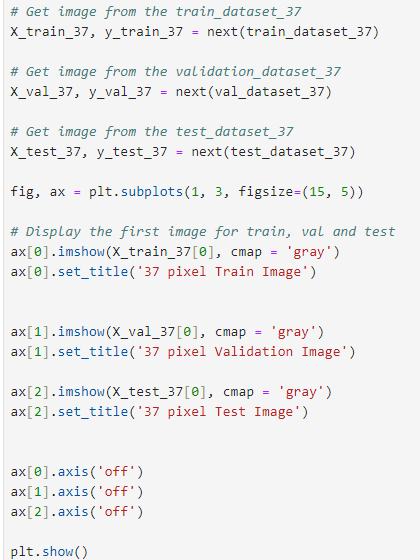 # Get image from the train_dataset_37
X_train_37, y_train_37 = next(train_dataset_37)
# Get image from the validation_dataset_37
X_val_37, y_val_37 = next(val_dataset_37)
# Get image from the test_dataset_37
X_test_37, y_test_37 = next(test_dataset_37)
fig, ax = plt.subplots(1, 3, figsize=(15, 5))
# Display the first image for train, val and test
ax[0].imshow(X_train_37[0], cmap = 'gray')
ax[0].set_title('37 pixel Train Image')
ax[1].imshow(X_val_37[0], cmap = 'gray')
ax[1].set_title('37 pixel Validation Image')
ax[2].imshow(X_test_37[0], cmap = 'gray')
ax[2].set_title('37 pixel Test Image')
ax[0].axis('off')
ax[1].axis('off')
ax[2].axis('off')
plt.show()